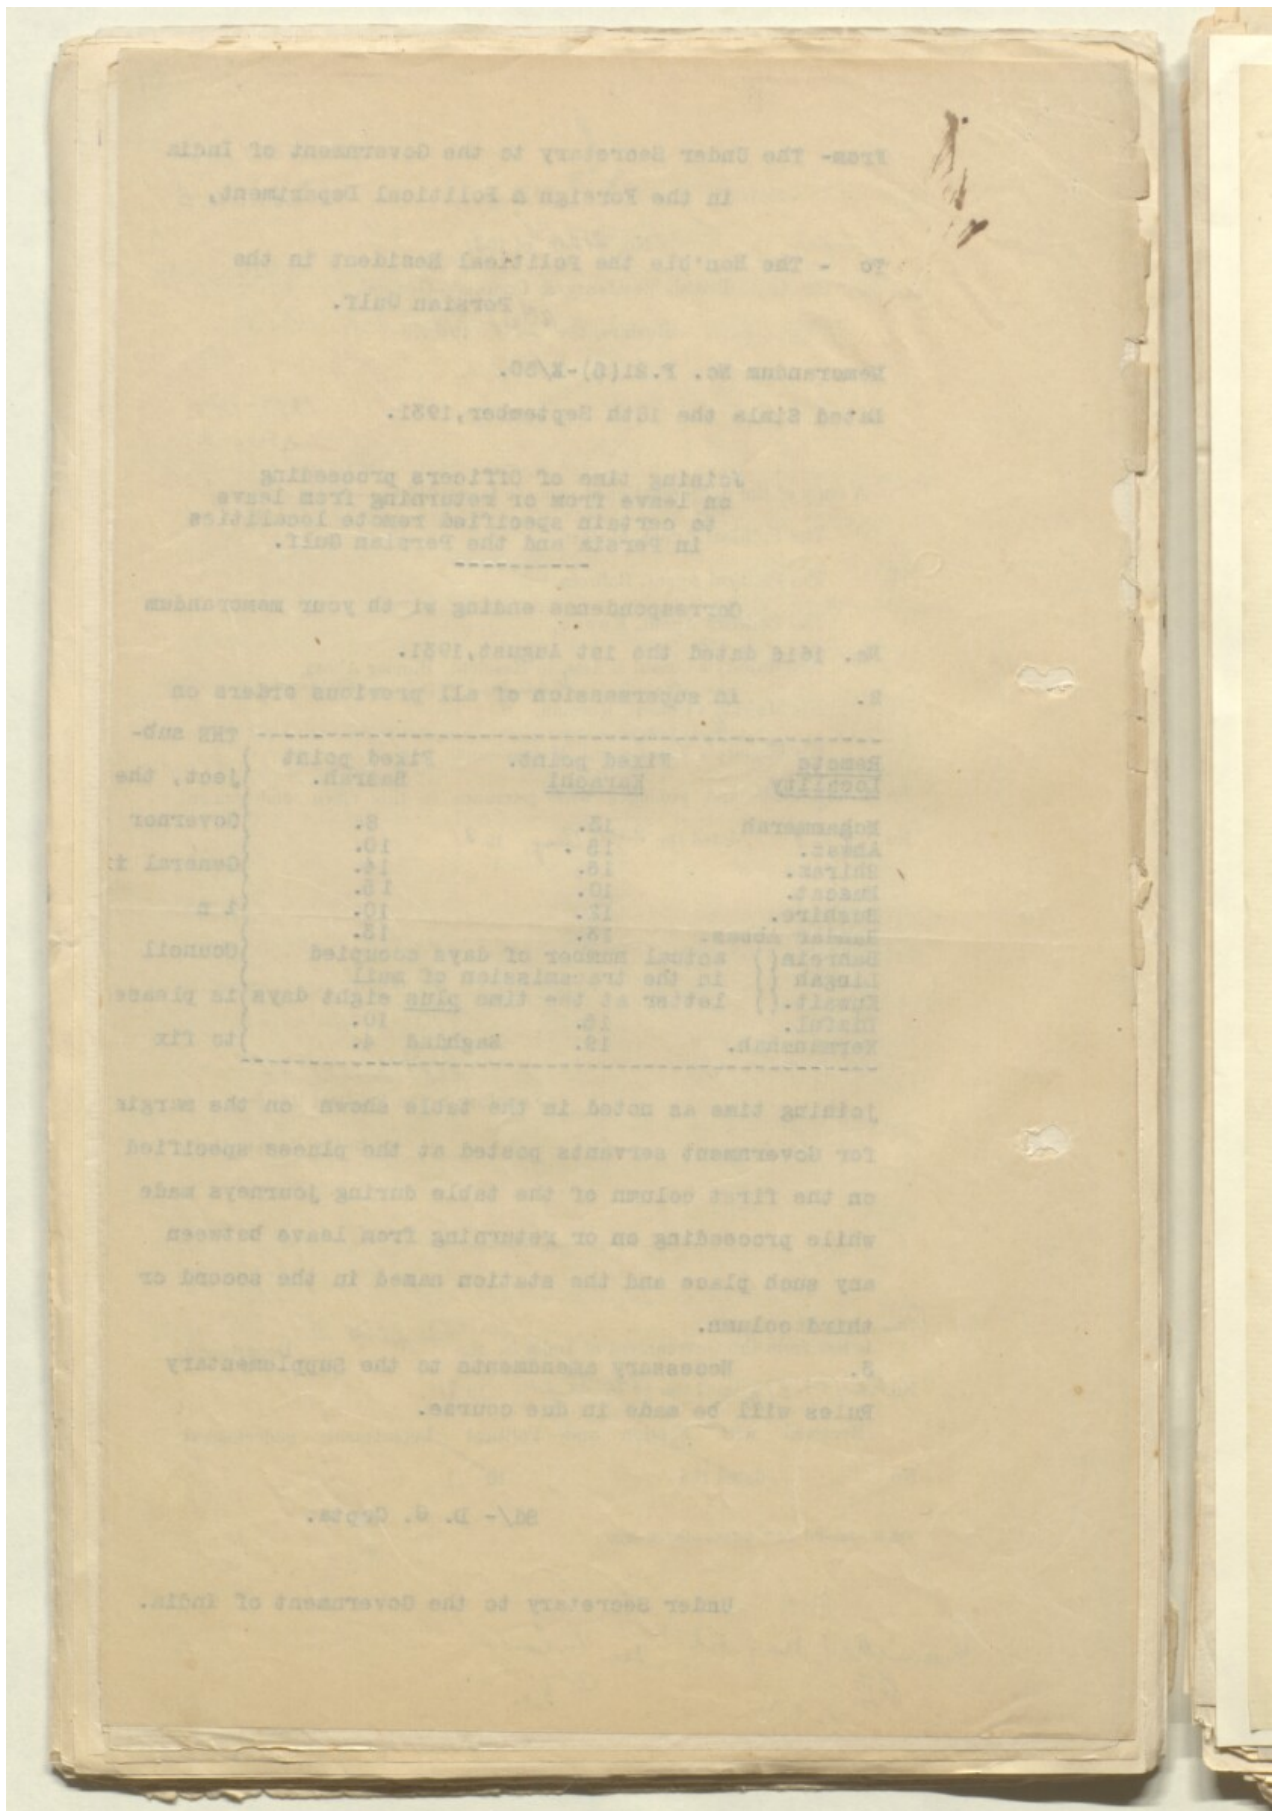 From- The Under Secretary to the Government of India
in the Foreign & Political Department,
To - The Hon'ble the Political Resident in the
Persian Gulf.
Memorandum No. F.21(6)-E/30.
Dated Simla the 16th September,1931.
Joining time of Officers proceeding
on leave from or returning from leave
to certain specified remote localities
in Persia and the Persian Gulf.
Correspondence ending wi th your memorandum
No. 1616 dated the 1st August,1931.
2. in supersession of all previous orders on
THE sub-
Remote Fixed point. Fixed point
Locality Karachi Basrah. ject, the
Mohammerah 13. 8. Governor
Ahwaz. 15. 10.
Shiraz. 18. 14. General
Muscat. 10. 15.
Bushire. 12. 10. i n
Bandar Abbas. 13. 13.
Bahrein() actual number of days occupied Council
Lingah () in the transmission of mail
Kuwait.() letter at the time plus eight days is please
Dizful. 15. 10.
Kermanshah. 19. Baghdad 4. to fix
joining time as noted in the table shown on the margin
for Government servants posted at the places specified
on the first column of the table during journeys made
while proceeding on or returning from leave between
any such place and the station named in the second or
third column.
3. Necessary amendments to the Supplementary
Rules will be made in due course.
Sd/- D. G. Gupta.
Under Secretary to the Government of India.